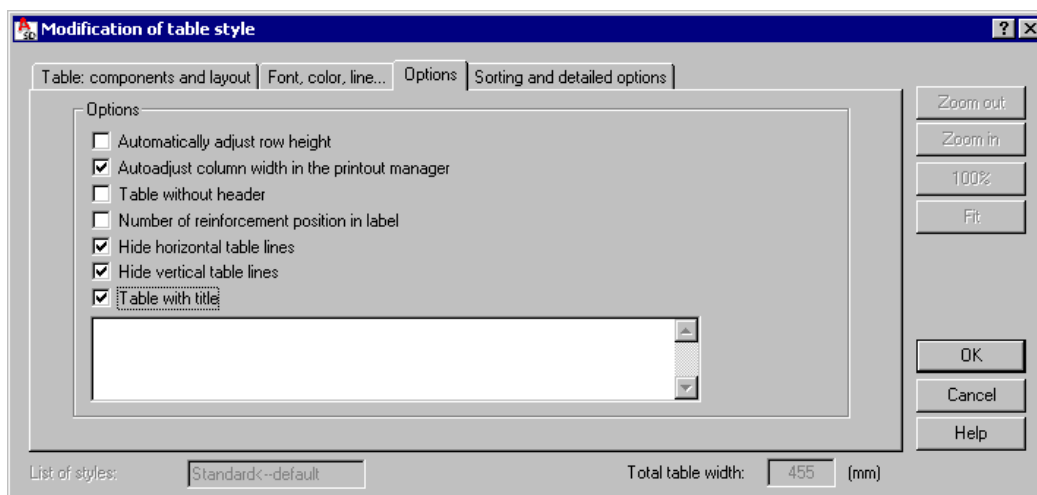 Modification of table style
Table: components and layout
Font, color, line...
Options
Sorting and detailed options
Options
Automatically adjust row height
Autoadjust column width in the printout manager
Table without header
Number of reinforcement position in label
Hide horizontal table lines
Hide vertical table lines
Table with title
Zoom out
Zoom in
100%
Fit
OK
Cancel
Help
List of styles:
Standard<--default
Total table width:
455
(mm)